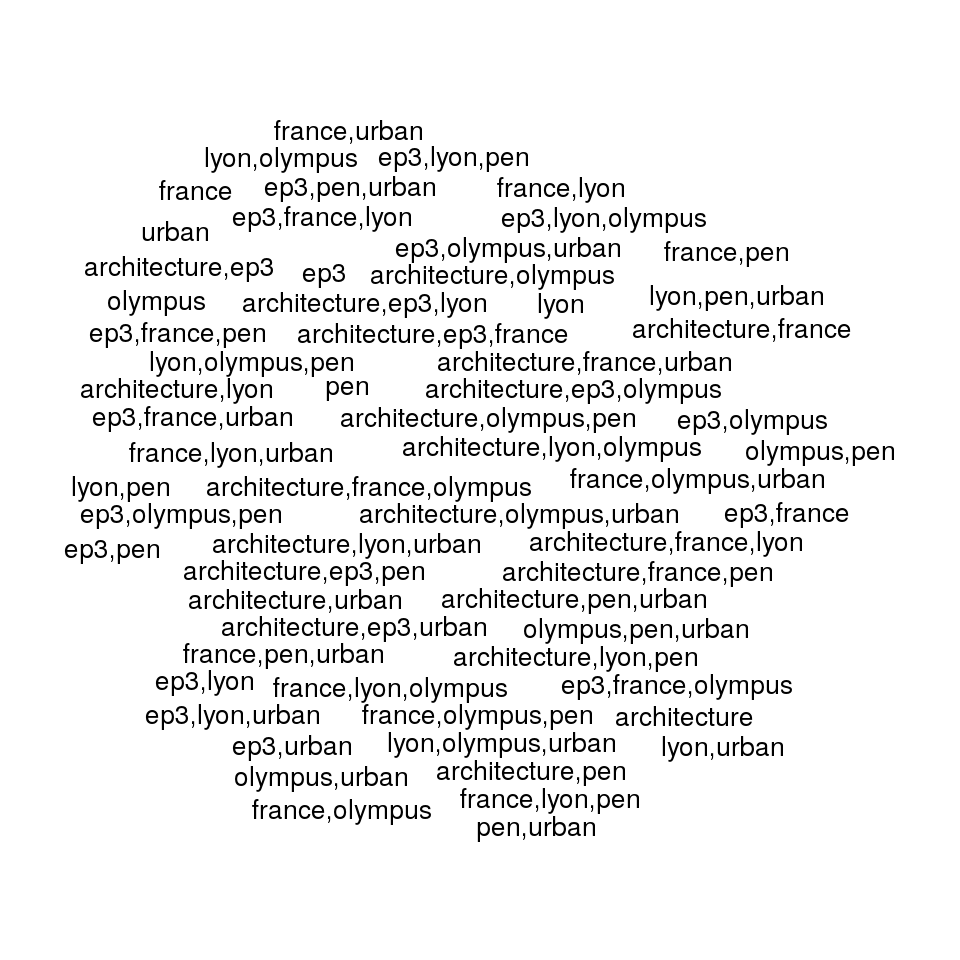 france,urban
lyon,olympus ep3,lyon,pen
france ep3,pen,urban france,lyon
ep3,france,lyon ep3,lyon,olympus
urban
ep3,olympus,urban france,pen
architecture,ep3 ep3 architecture,olympus
olympus architecture,ep3,lyon lyon lyon,pen,urban
ep3,france,pen architecture,ep3,france architecture,france
lyon,olympus,pen architecture,france,urban
architecture,lyon pen architecture,ep3,olympus
ep3,france,urban architecture,olympus,pen ep3,olympus
france,lyon,urban architecture,lyon,olympus olympus,pen
lyon,pen architecture,france,olympus france,olympus,urban
ep3,olympus,pen architecture,olympus,urban ep3,france
ep3,pen architecture,lyon,urban architecture,france,lyon
architecture,ep3,pen architecture,france,pen
architecture,urban architecture,pen,urban
architecture,ep3,urban olympus,pen,urban
france,pen,urban architecture,lyon,pen
ep3,lyon france,lyon,olympus ep3,france,olympus
ep3,lyon,urban france,olympus,pen architecture
ep3,urban lyon,olympus,urban lyon,urban
olympus,urban architecture,pen
france,olympus france,lyon,pen
pen,urban